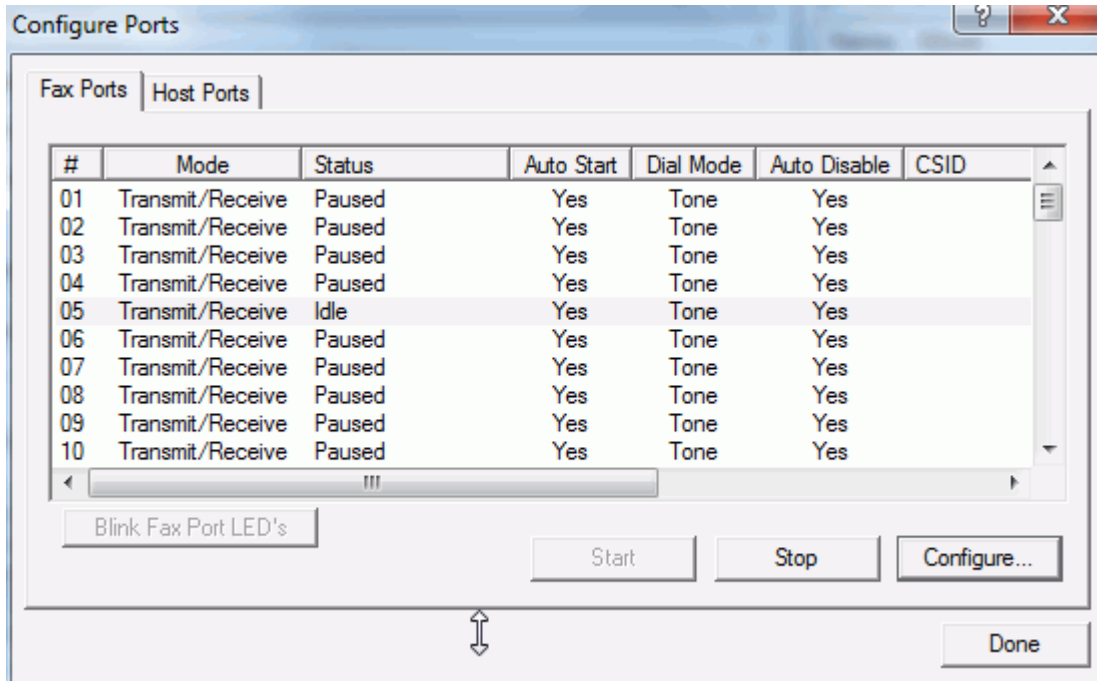 Configure Ports
Fax Ports Host Ports
# Mode Status Auto Start Dial Mode Auto Disable CSID
01 Transmit/Receive Paused Yes Tone Yes
02 Transmit/Receive Paused Yes Tone Yes
03 Transmit/Receive Paused Yes Tone Yes
04 Transmit/Receive Paused Yes Tone Yes
05 Transmit/Receive Idle Yes Tone Yes
06 Transmit/Receive Paused Yes Tone Yes
07 Transmit/Receive Paused Yes Tone Yes
08 Transmit/Receive Paused Yes Tone Yes
09 Transmit/Receive Paused Yes Tone Yes
10 Transmit/Receive Paused Yes Tone Yes
Blink Fax Port LED's
Start Stop Configure...
Done